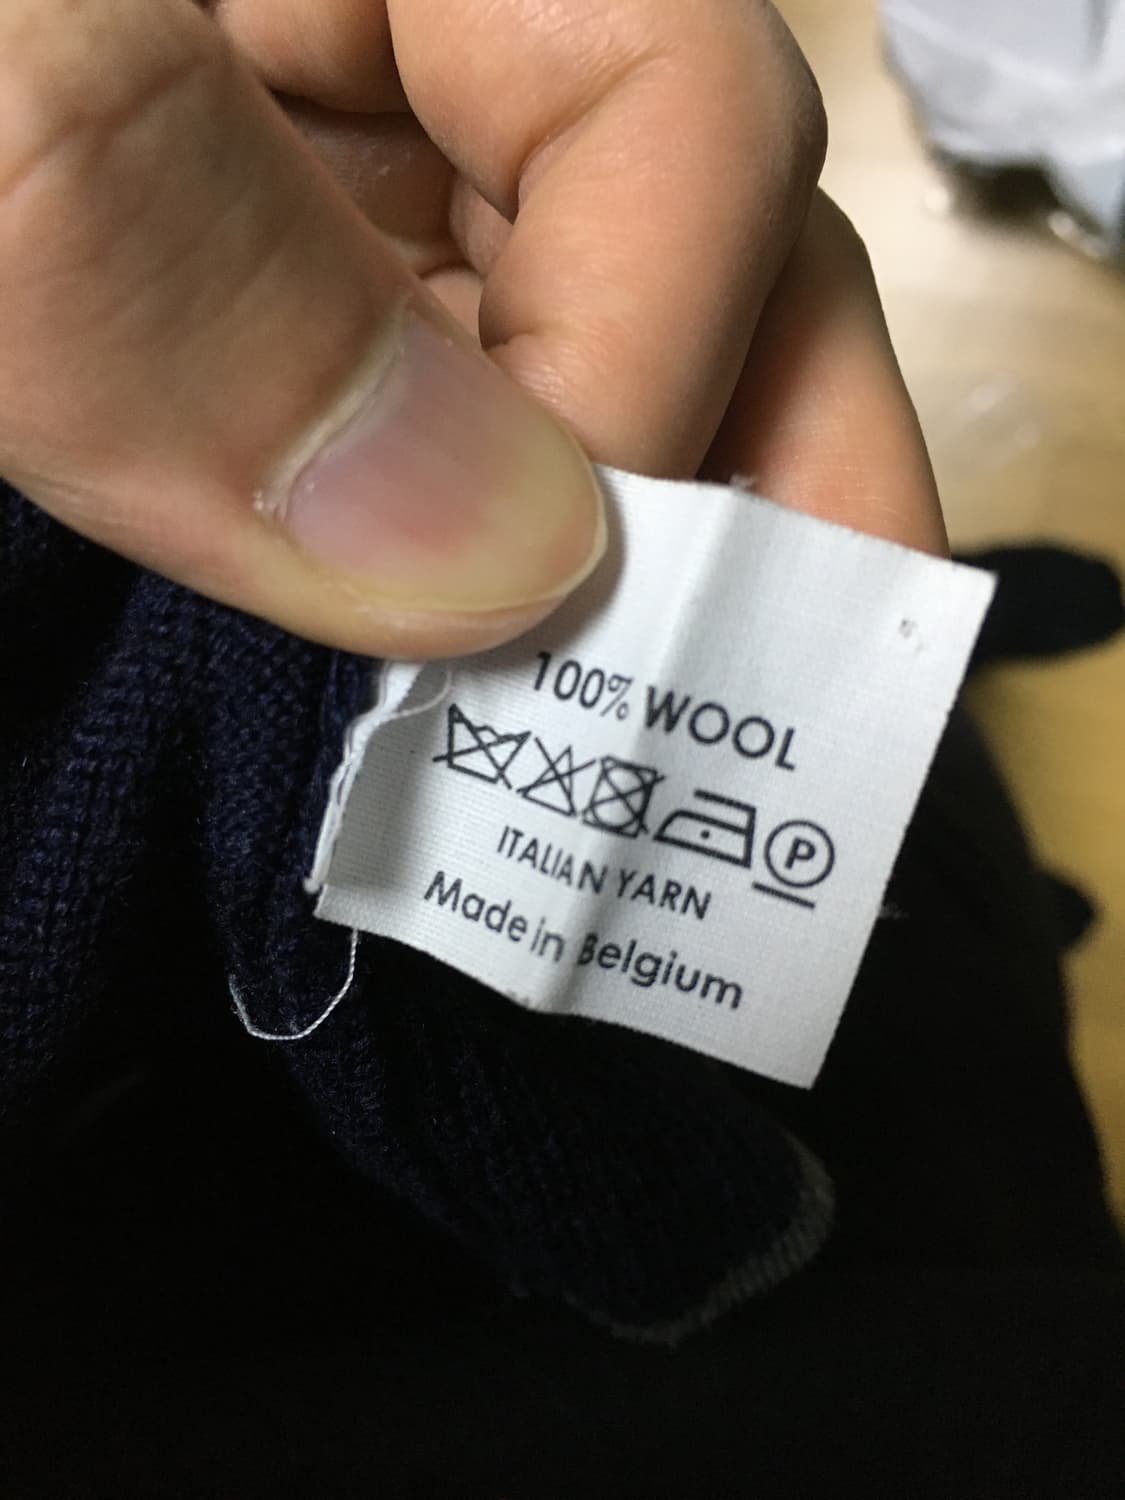 100% WOOL
P
ITALIAN YARN
Made in Belgium